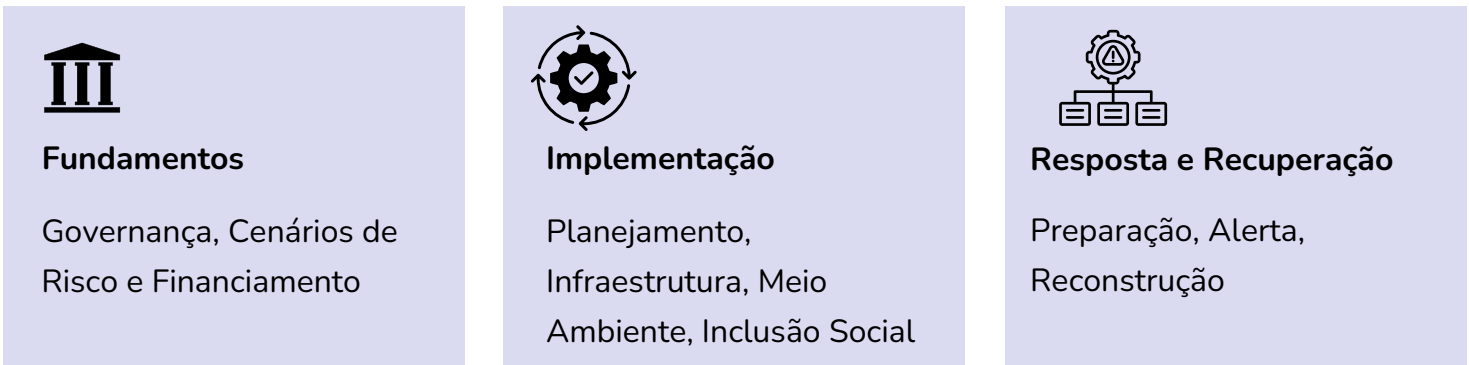 Fundamentos
Governança, Cenários de
Risco e Financiamento
Implementação
Planejamento,
Infraestrutura, Meio
Ambiente, Inclusão Social
Resposta e Recuperação
Preparação, Alerta,
Reconstrução